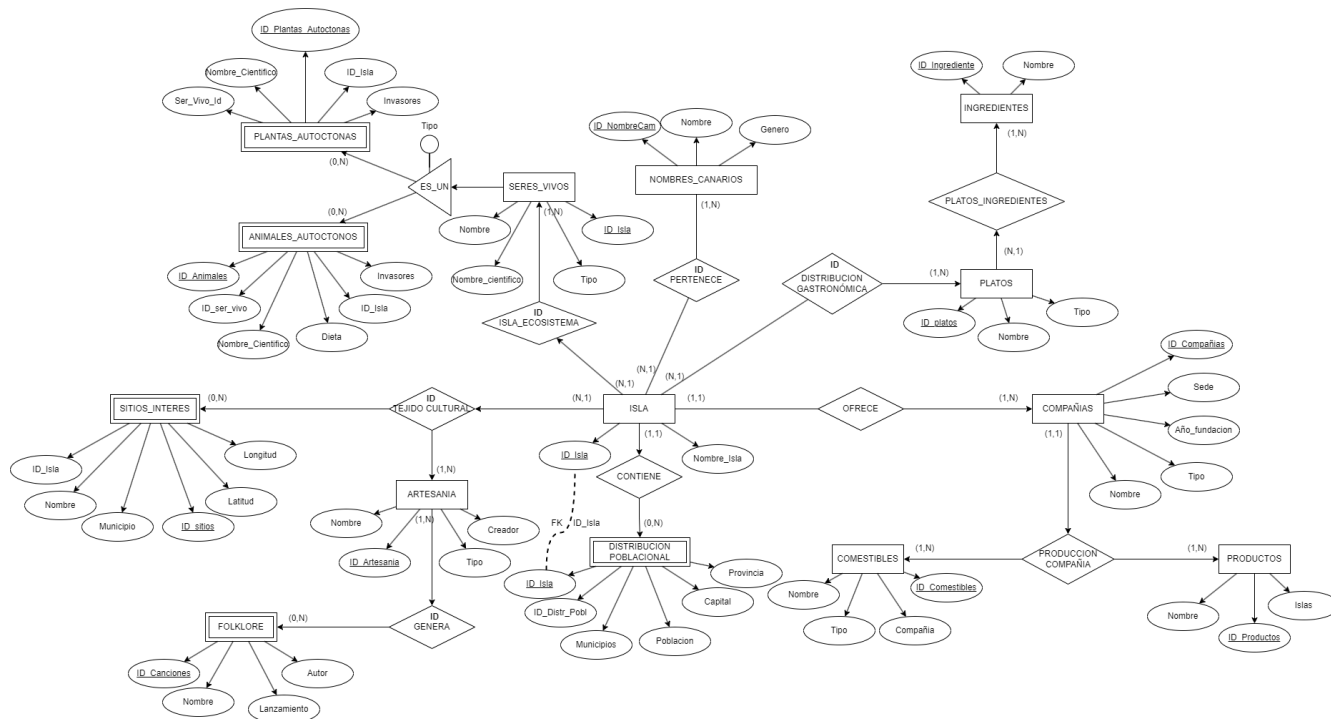 ID_Plantas_Autoctonas
Nombre_Cientifico
ID_Isla
Ser_Vivo_Id
Invasores
PLANTAS_AUTOCTONAS
(0,N)
Tipo
ES_UN
SERES_VIVOS
(1,N)
Nombre
ID_Isla
Nombre_cientifico
Tipo
(0,N)
ANIMALES_AUTOCTONOS
ID_Animales
Invasores
ID_ser_vivo
ID_Isla
Nombre_Cientifico
Dieta
ID
ISLA_ECOSISTEMA
(N,1)
ID_NombreCam
Nombre
Genero
NOMBRES_CANARIOS
(1,N)
ID
PERTENECE
(N,1)
ID
DISTRIBUCION
GASTRONÓMICA
(N,1)
(1,N)
ID_Ingrediente
Nombre
INGREDIENTES
(1,N)
PLATOS_INGREDIENTES
(N,1)
PLATOS
ID_platos
Tipo
Nombre
ID_Compañias
Sede
Año_fundacion
Tipo
Nombre
COMPAÑIAS
(1,N)
(1,1)
OFRECE
(1,1)
ISLA
(N,1)
(1,1)
ID_Isla
Nombre_Isla
ID
TEJIDO CULTURAL
(0,N)
SITIOS_INTERES
ID_Isla
Longitud
Nombre
Latitud
Municipio
ID_sitios
(1,N)
ARTESANIA
Nombre
(1,N)
Creador
ID_Artesania
Tipo
ID
GENERA
(0,N)
FOLKLORE
ID_Canciones
Autor
Nombre
Lanzamiento
CONTIENE
FK
ID_Isla
(0,N)
DISTRIBUCION
POBLACIONAL
ID_Isla
Provincia
ID_Distr_Pobl
Capital
Municipios
Poblacion
PRODUCCION
COMPAÑIA
(1,N)
COMESTIBLES
Nombre
ID_Comestibles
Tipo
Compañia
(1,N)
PRODUCTOS
Nombre
Islas
ID_Productos